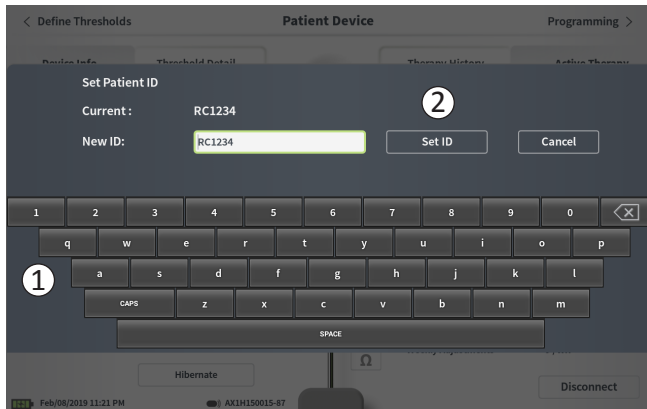 < Define Thresholds Patient Device Programming >
Device Info Threshold Detail Therapy History Active Therapy
Set Patient ID
Current : RC1234
2
New ID: RC1234 Set ID Cancel
1 2 3 4 5 6 7 8 9 0
q w e r t y u i o p
1 a s d f g h j k l
CAPS z x c v b n m
SPACE
Ω
Hibernate
Disconnect
Feb/08/2019 11:21 PM AX1H150015-87